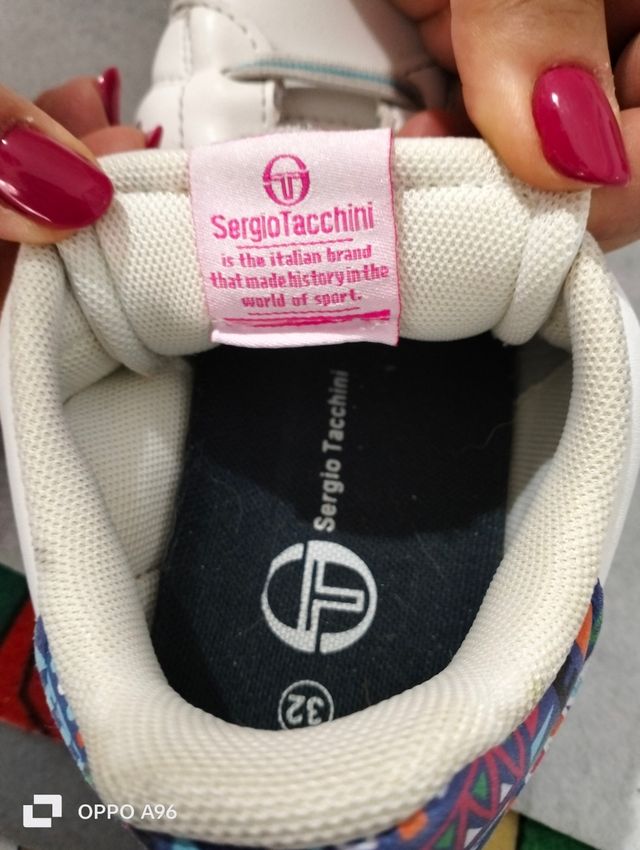 SergioTacchini
is the italian brand
that made history in the
world of sport.
Sergio Tacchini
32
OPPO A96